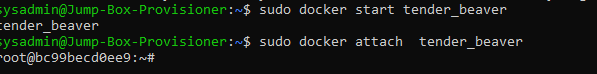 sysadmin@Jump-Box-Provisioner:~$ sudo docker start tender_beaver
tender_beaver
sysadmin@Jump-Box-Provisioner:~$ sudo docker attach  tender_beaver
root@bc99becd0ee9:~#